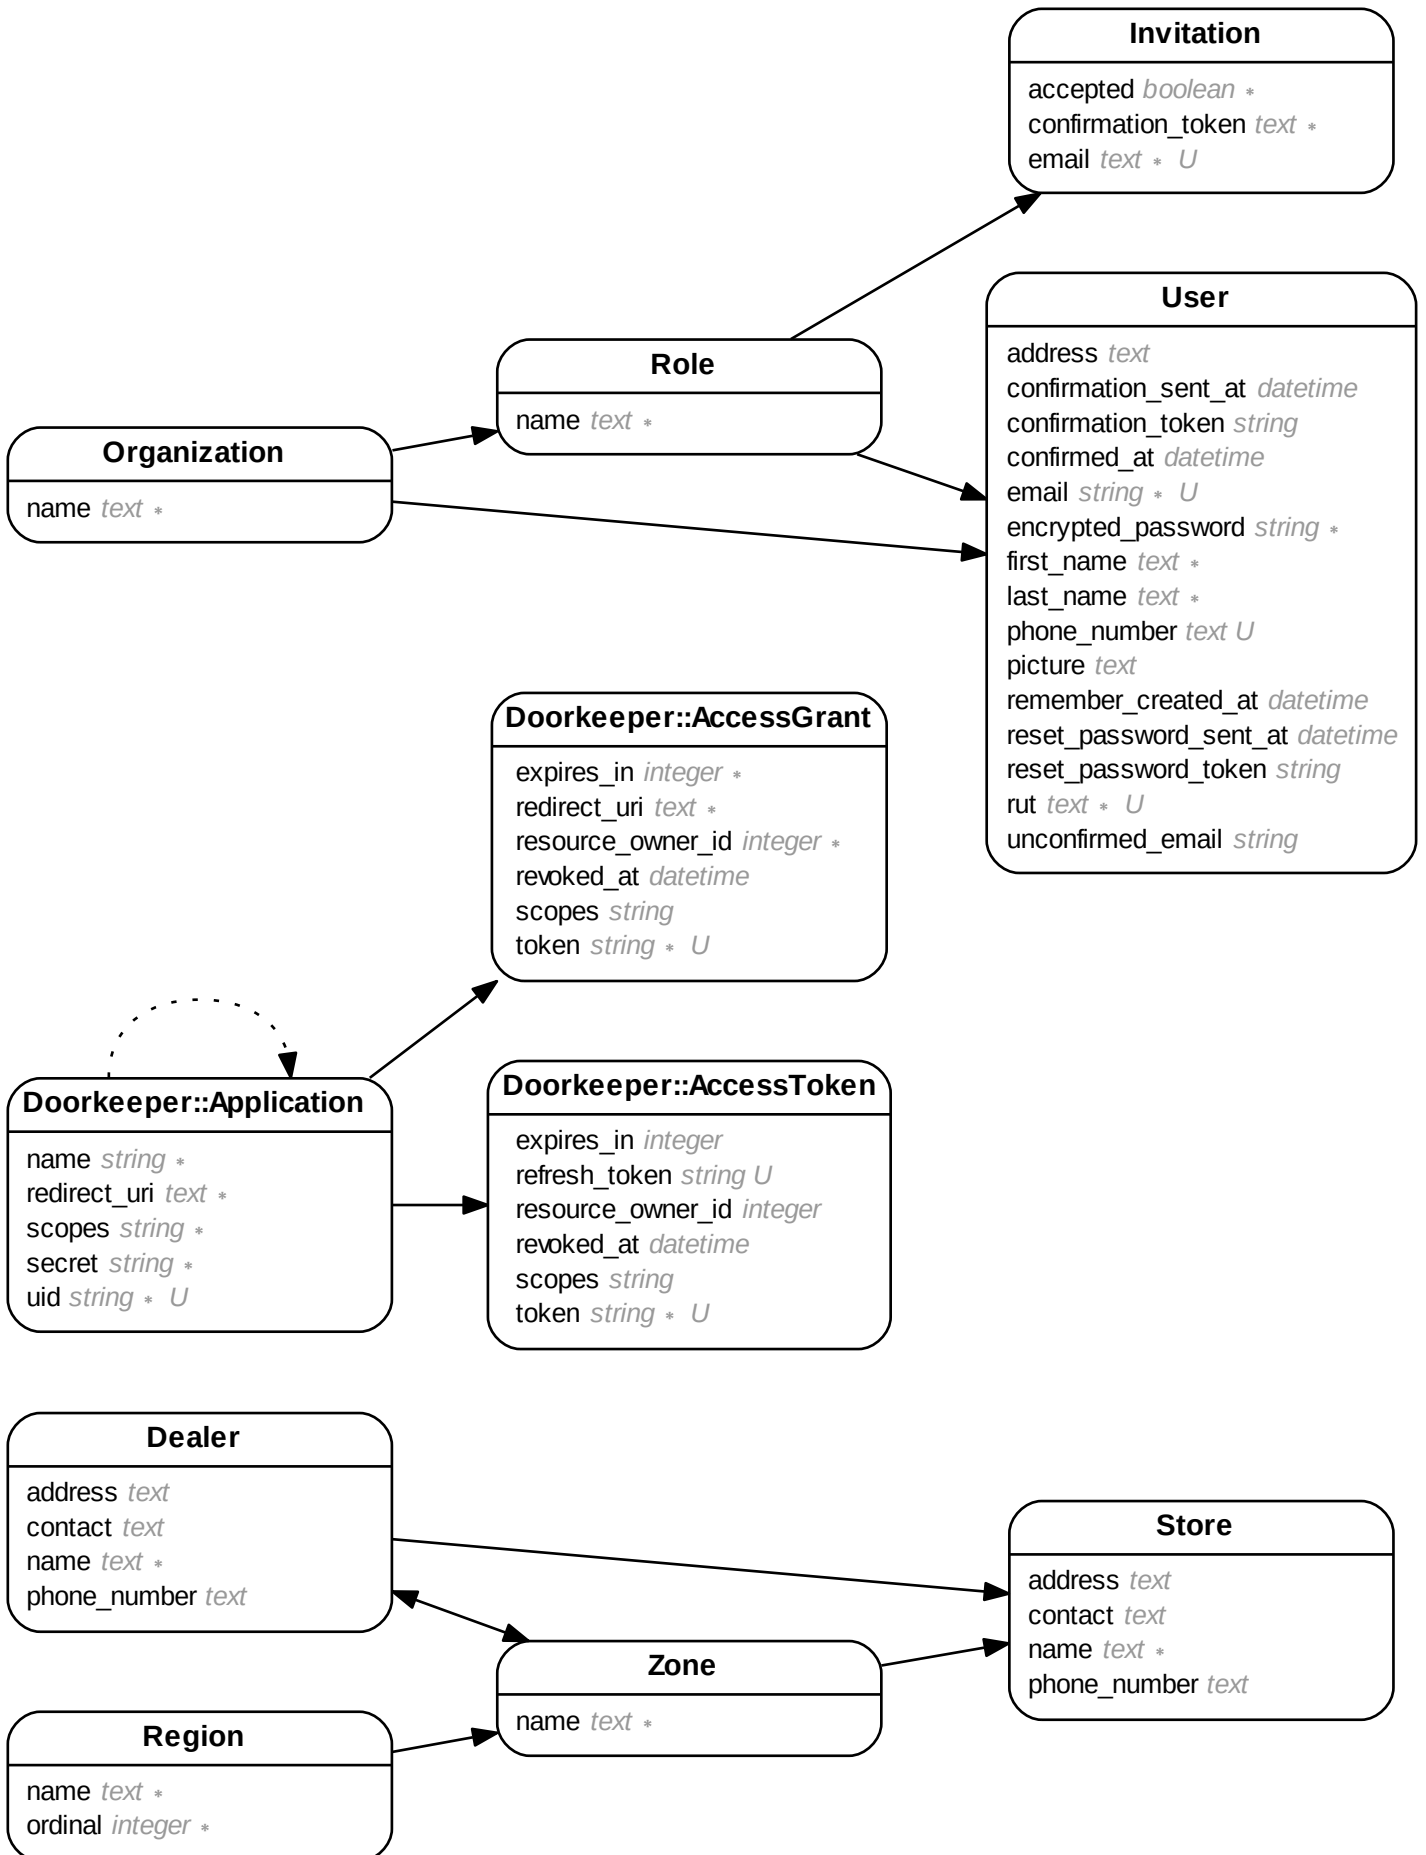 Invitation
accepted boolean *
confirmation_token text *
email text * U
User
address text
confirmation_sent_at datetime
confirmation_token string
confirmed_at datetime
email string * U
encrypted_password string *
first_name text *
last_name text *
phone_number text U
picture text
remember_created_at datetime
reset_password_sent_at datetime
reset_password_token string
rut text * U
unconfirmed_email string
Role
name text *
Organization
name text *
Doorkeeper::AccessGrant
expires_in integer *
redirect_uri text *
resource_owner_id integer *
revoked_at datetime
scopes string
token string * U
Doorkeeper::Application
name string *
redirect_uri text *
scopes string *
secret string *
uid string * U
Doorkeeper::AccessToken
expires_in integer
refresh_token string U
resource_owner_id integer
revoked_at datetime
scopes string
token string * U
Dealer
address text
contact text
name text *
phone_number text
Store
address text
contact text
name text *
phone_number text
Zone
name text *
Region
name text *
ordinal integer *